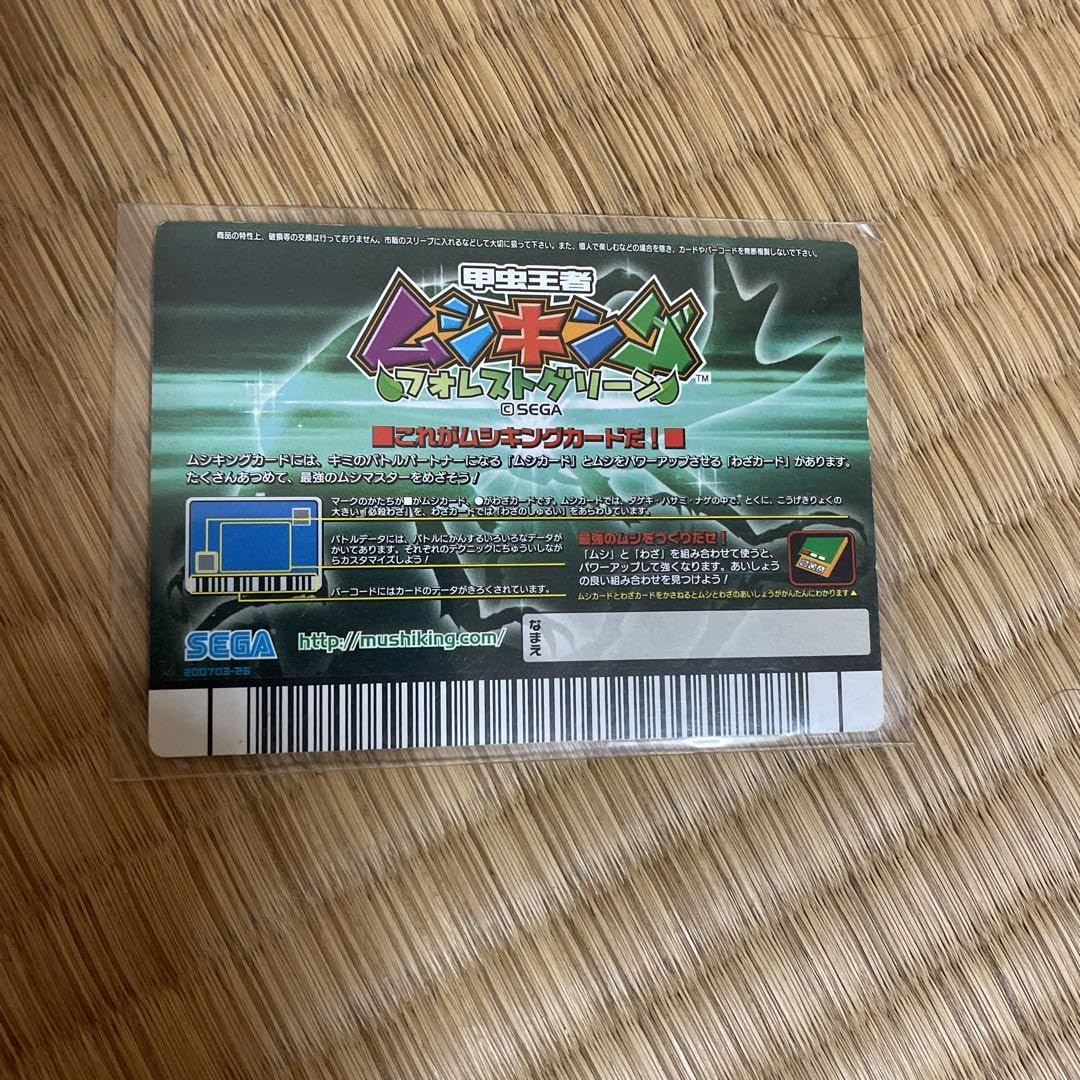 商品の特性上、破損等の交換は行っておりません。市販のスリーブに入れるなどして大切に扱って下さい。また、個人で楽しむなどの場合を除き、カードやバーコードを無断複製しないで下さい。
甲虫王者
ムシキング
フォレストグリーン
TM
©SEGA
■これがムシキングカードだ！■
ムシキングカードには、キミのバトルパートナーになる「ムシカード」とムシをパワーアップさせる「わざカード」があります。
たくさんあつめて、最強のムシマスターをめざそう！
マークのかたちが■がムシカード、●がわざカードです。ムシカードでは、ダゲキ・ハサミ・ナゲの中で、とくに、こうげきりょくの
大きい「必殺わざ」を、わざカードでは「わざのしゅるい」をあらわしています。
バトルデータには、バトルにかんするいろいろなデータが
かいてあります。それぞれのテクニックにちゅういしなが
らカスタマイズしよう！
バーコードにはカードのデータがきろくされています。
最強のムシをつくりだせ！
「ムシ」と「わざ」を組み合わせて使うと、
パワーアップして強くなります。あいしょう
の良い組み合わせを見つけよう！
ムシカードとわざカードをかさねるとムシとわざのあいしょうがかんたんにわかります▲
SEGA
http://mushiking.com/
なまえ
200703-26